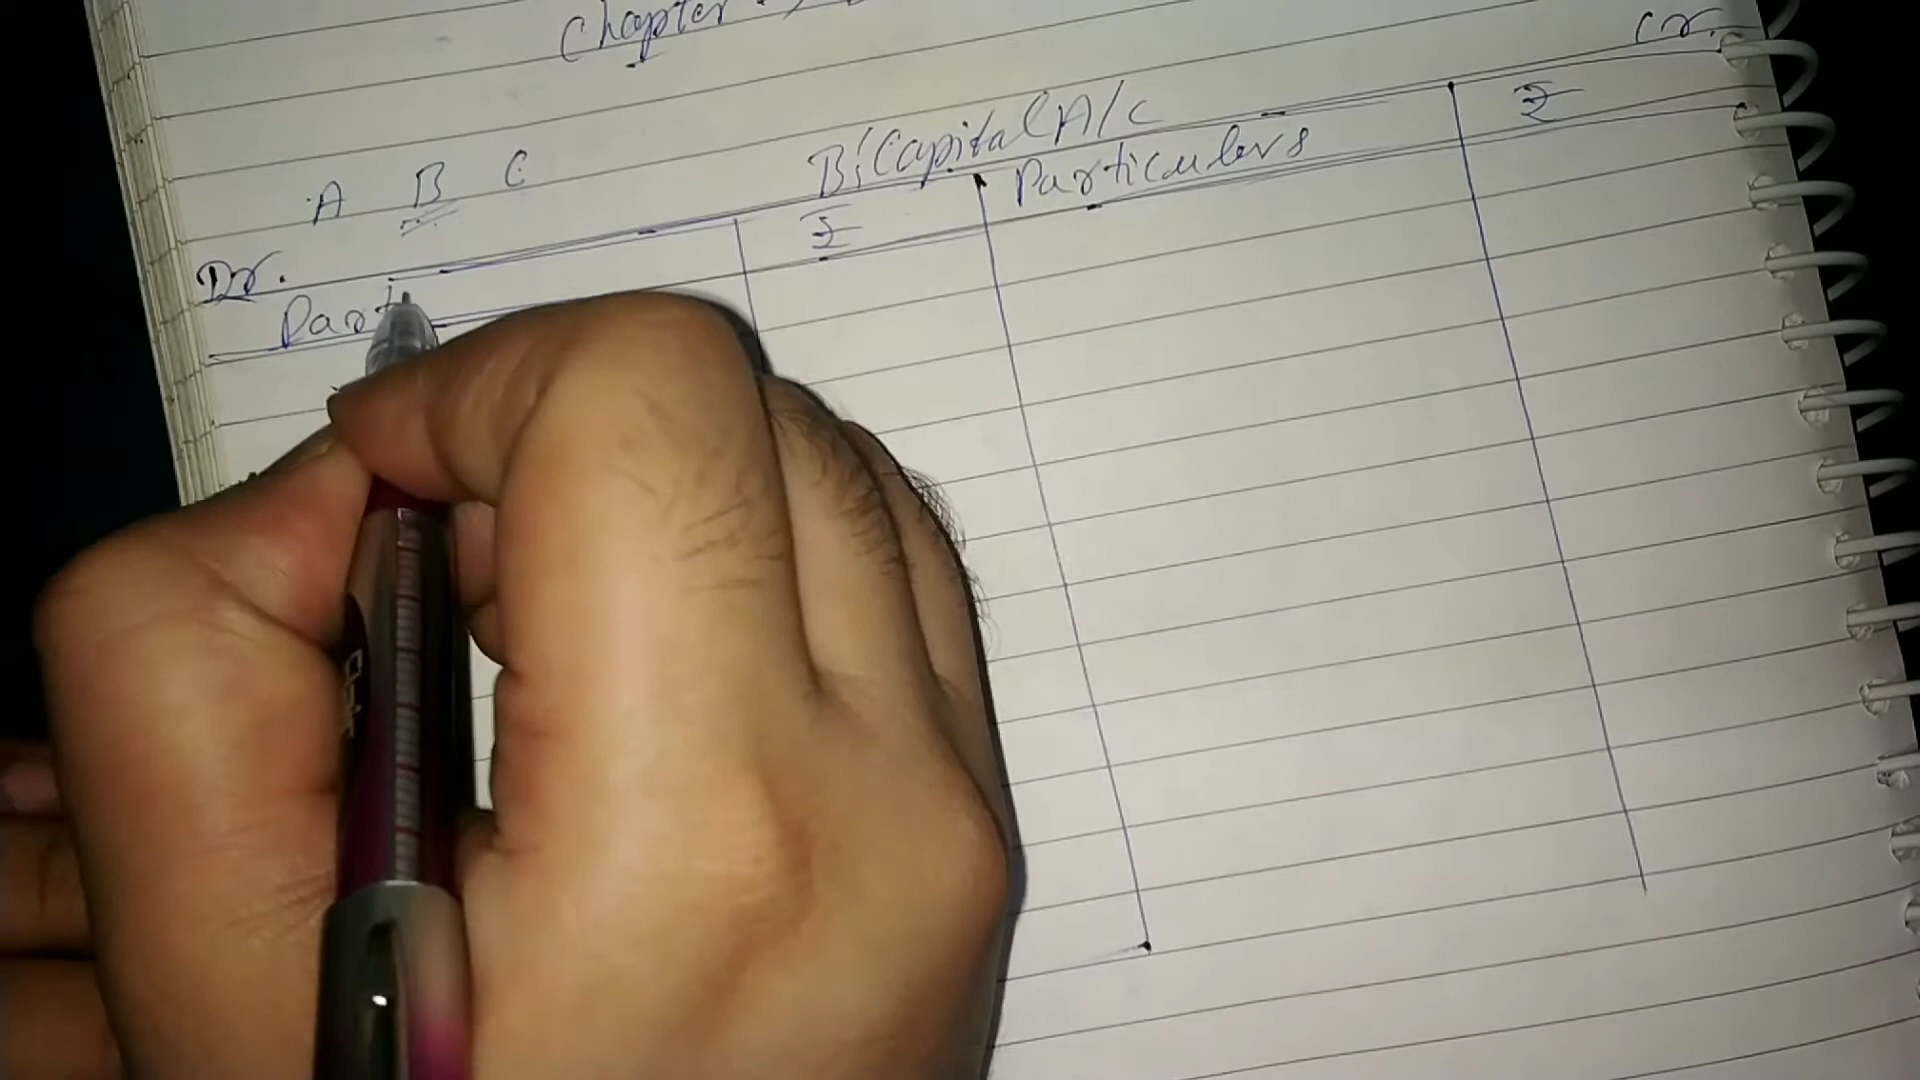 Chapter
Cr.
A B C
B's Capital A/c
Dr.
Part
₹
Particulars
₹